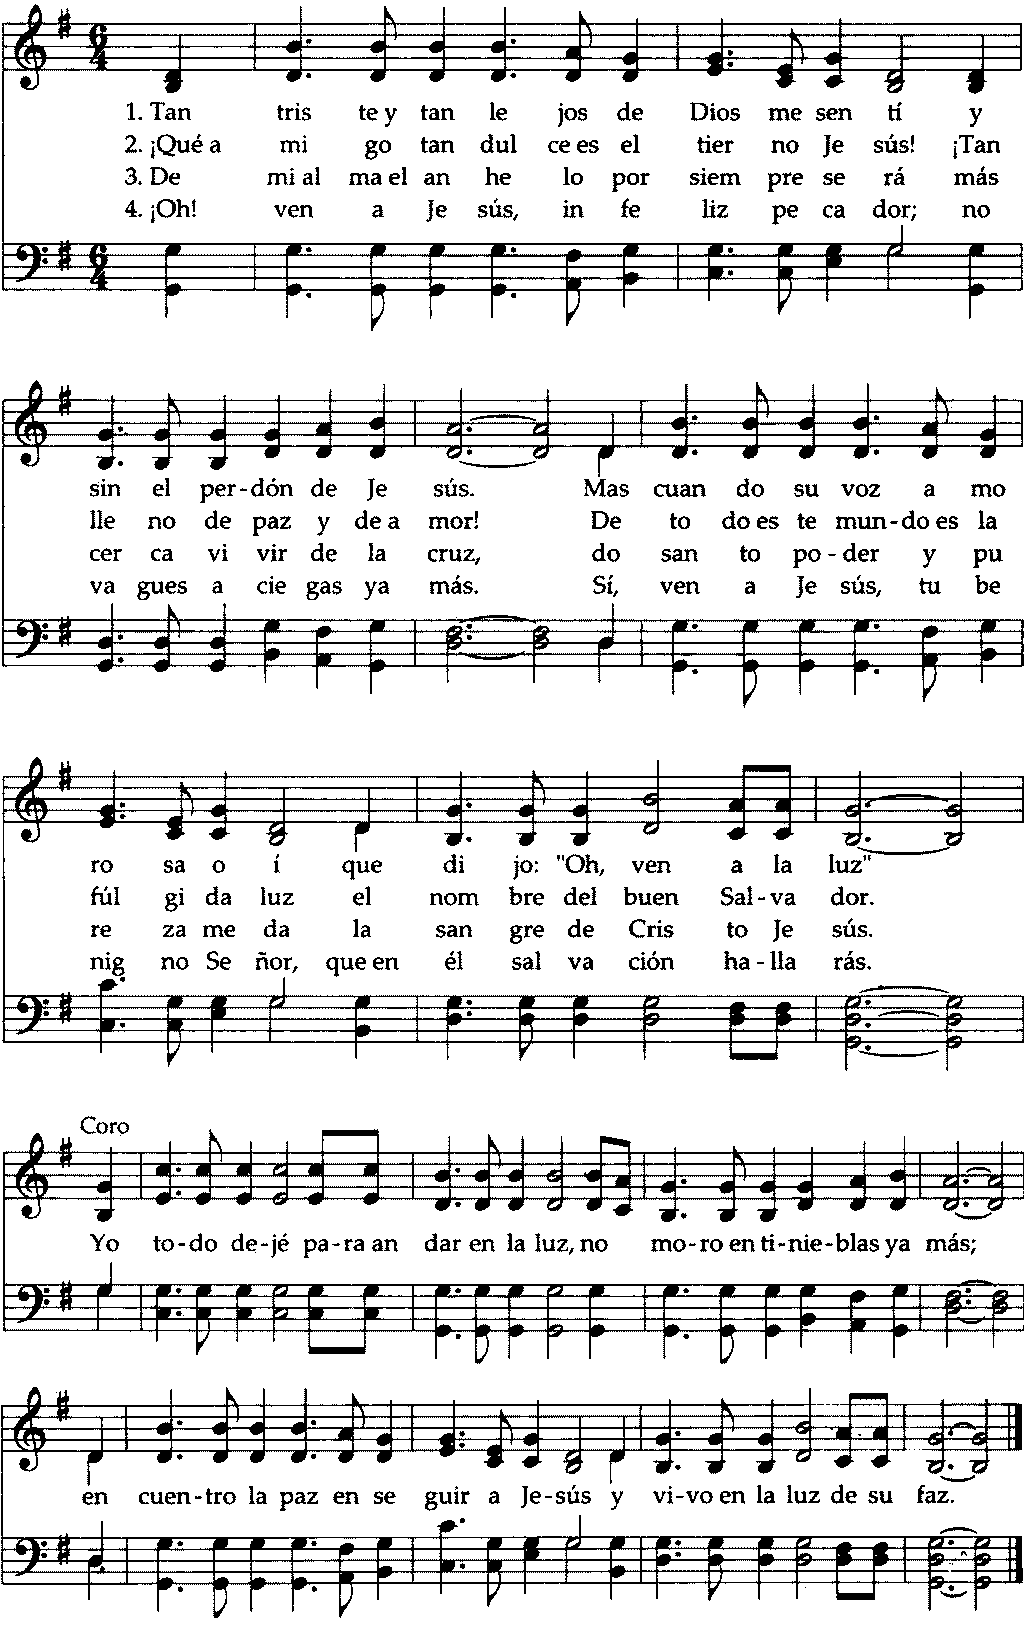 1. Tan tris te y tan le jos de Dios me sen tí y
2. ¡Qué a mi go tan dul ce es el tier no Je sús! ¡Tan
3. De mi al ma el an he lo por siem pre se rá más
4. ¡Oh! ven a Je sús, in fe liz pe ca dor; no
sin el per-dón de Je sús. Mas cuan do su voz a mo
lle no de paz y de a mor! De to do es te mun-do es la
cer ca vi vir de la cruz, do san to po-der y pu
va gues a cie gas ya más. Sí, ven a Je sús, tu be
ro sa o í que di jo: "Oh, ven a la luz"
fúl gi da luz el nom bre del buen Sal-va dor.
re za me da la san gre de Cris to Je sús.
nig no Se ñor, que en él sal va ción ha-lla rás.
Coro
Yo to-do de-jé pa-ra an dar en la luz, no mo-ro en ti-nie-blas ya más;
en cuen-tro la paz en se guir a Je-sús y vi-vo en la luz de su faz.